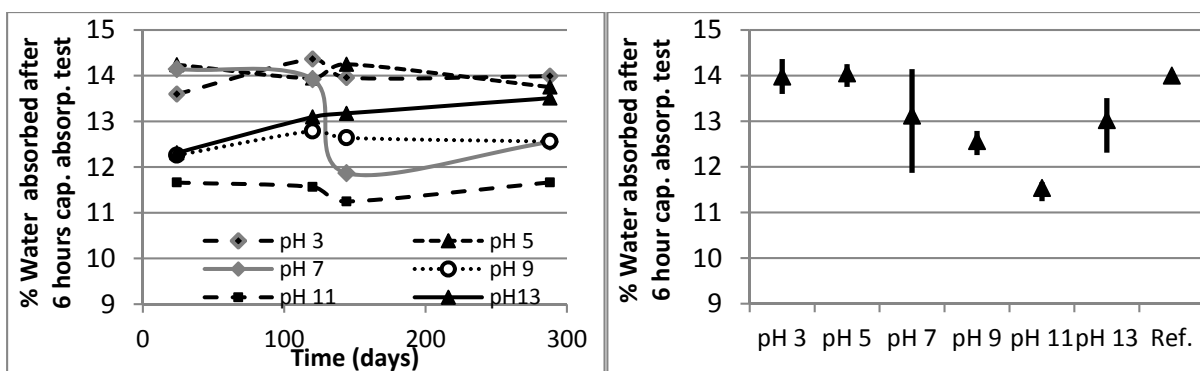 % Water absorbed after
6 hours cap. absorp. test
15
14
13
12
11
10
9
pH 3
pH 5
pH 7
pH 9
pH 11
pH13
0
100
200
300
Time (days)
% Water absorbed after
6 hour cap. absorp. test
15
14
13
12
11
10
9
pH 3 pH 5 pH 7 pH 9 pH 11 pH 13 Ref.